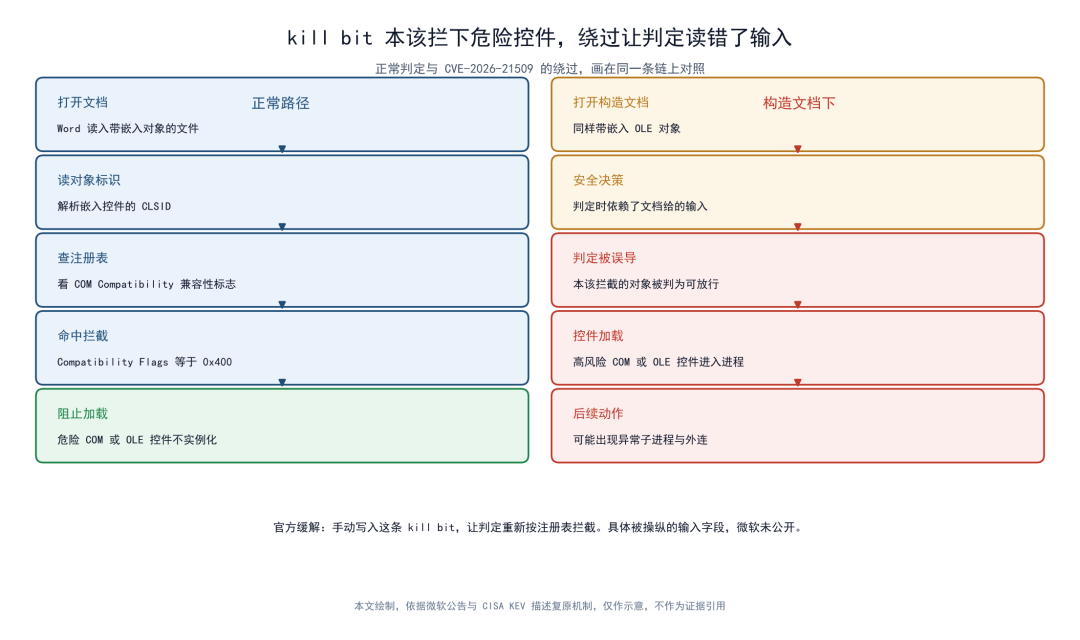 kill bit 本该拦下危险控件，绕过让判定读错了输入
正常判定与 CVE-2026-21509 的绕过，画在同一条链上对照
正常路径
打开文档
Word 读入带嵌入对象的文件
读对象标识
解析嵌入控件的 CLSID
查注册表
看 COM Compatibility 兼容性标志
命中拦截
Compatibility Flags 等于 0x400
阻止加载
危险 COM 或 OLE 控件不实例化
构造文档下
打开构造文档
同样带嵌入 OLE 对象
安全决策
判定时依赖了文档给的输入
判定被误导
本该拦截的对象被判为可放行
控件加载
高风险 COM 或 OLE 控件进入进程
后续动作
可能出现异常子进程与外连
官方缓解：手动写入这条 kill bit，让判定重新按注册表拦截。具体被操纵的输入字段，微软未公开。
本文绘制，依据微软公告与 CISA KEV 描述复原机制，仅作示意，不作为证据引用